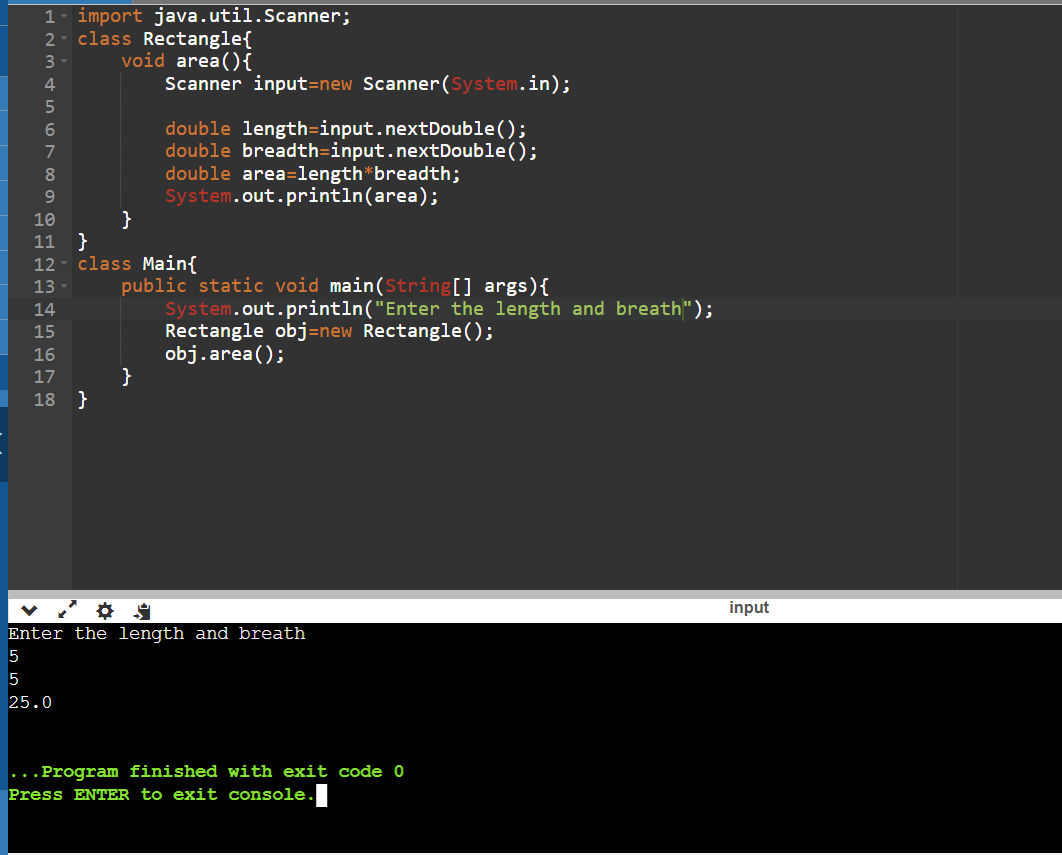 1 import java.util.Scanner;
2 class Rectangle{
3     void area(){
4         Scanner input=new Scanner(System.in);
5
6         double length=input.nextDouble();
7         double breadth=input.nextDouble();
8         double area=length*breadth;
9         System.out.println(area);
10     }
11 }
12 class Main{
13     public static void main(String[] args){
14         System.out.println("Enter the length and breath");
15         Rectangle obj=new Rectangle();
16         obj.area();
17     }
18 }
input
Enter the length and breath
5
5
25.0
...Program finished with exit code 0
Press ENTER to exit console.